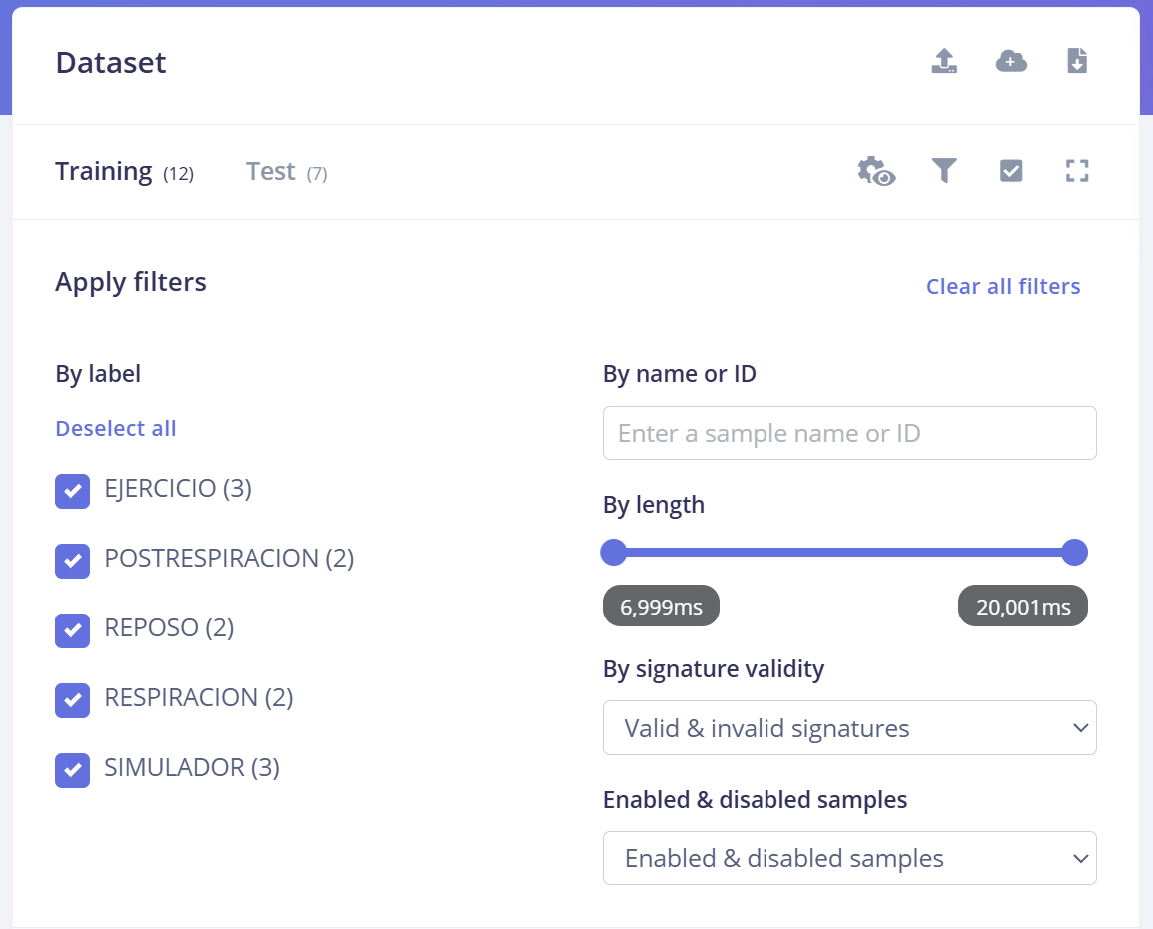 Dataset
Training (12)
Test (7)
Apply filters
Clear all filters
By label
Deselect all
EJERCICIO (3)
POSTRESPIRACION (2)
REPOSO (2)
RESPIRACION (2)
SIMULADOR (3)
By name or ID
Enter a sample name or ID
By length
6,999ms
20,001ms
By signature validity
Valid & invalid signatures
Enabled & disabled samples
Enabled & disabled samples